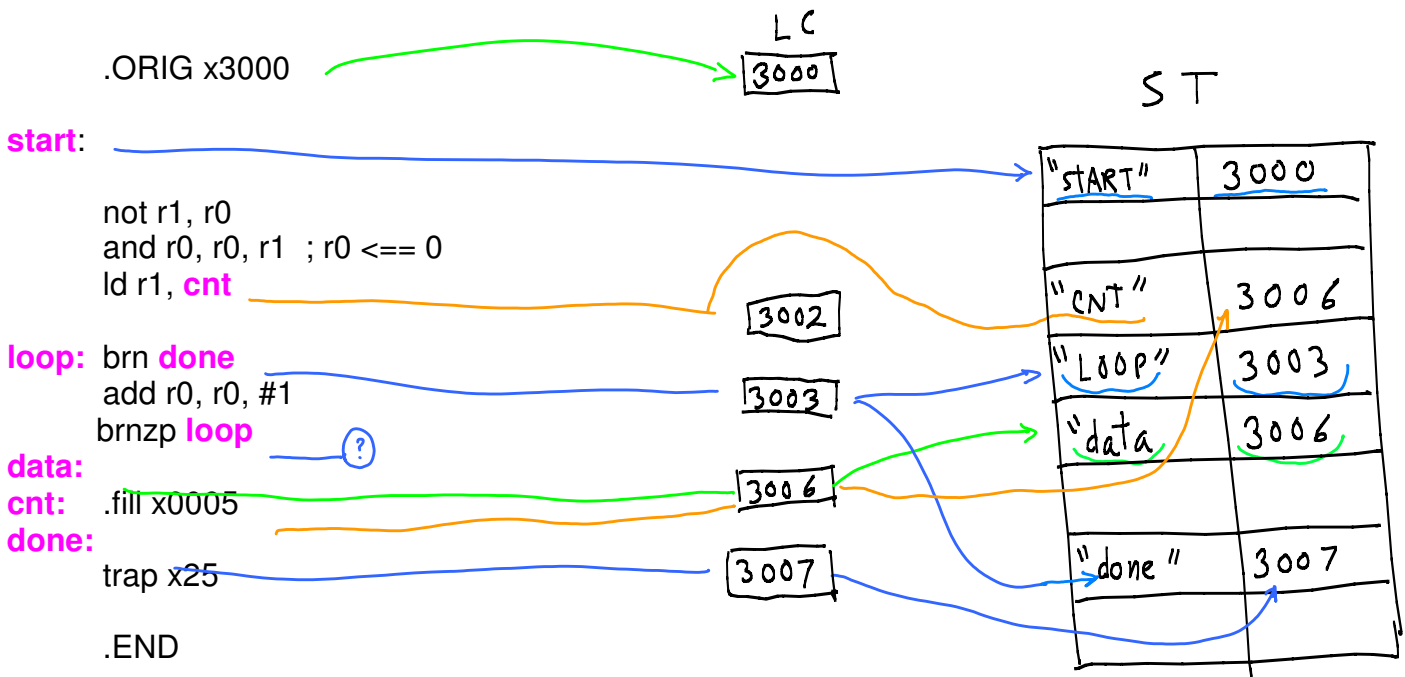 LC
.ORIG x3000
3000
ST
start:
"stART" 3000
not r1, r0
and r0, r0, r1 ; r0 <== 0
ld r1, cnt
"CNT" 3006
3002
loop: brn done
"LOOP" 3003
add r0, r0, #1
3003
brnzp loop
?
"data 3006
data:
3006
cnt: .fill x0005
done:
"done" 3007
trap x25
3007
.END